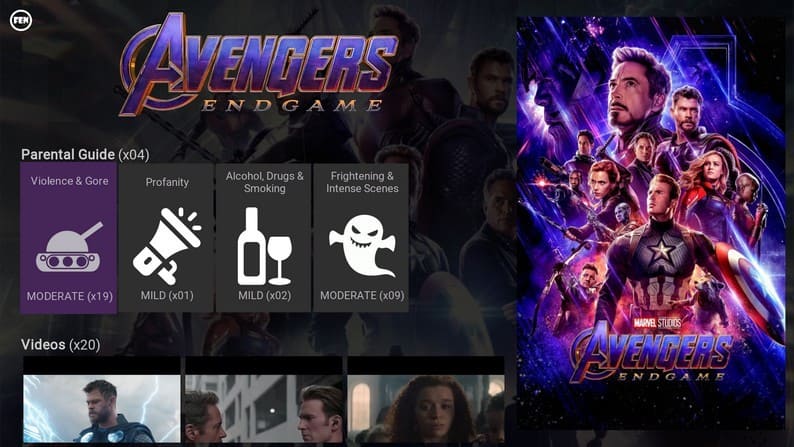 FEN
AVENGERS
ENDGAME
Parental Guide (x04)
Violence & Gore
MODERATE (x19)
Profanity
MILD (x01)
Alcohol, Drugs &
Smoking
MILD (x02)
Frightening &
Intense Scenes
MODERATE (x09)
Videos (x20)
MARVEL STUDIOS
AVENGERS
ENDGAME